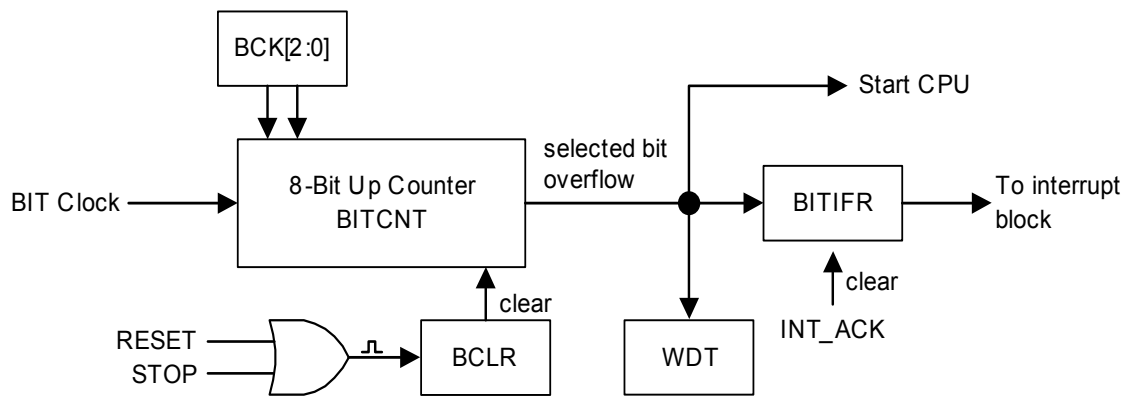 BCK[2:0]
Start CPU
selected bit
overflow
8-Bit Up Counter
BITCNT
BIT Clock
BITIFR
To interrupt
block
clear
clear
INT_ACK
RESET
STOP
BCLR
WDT